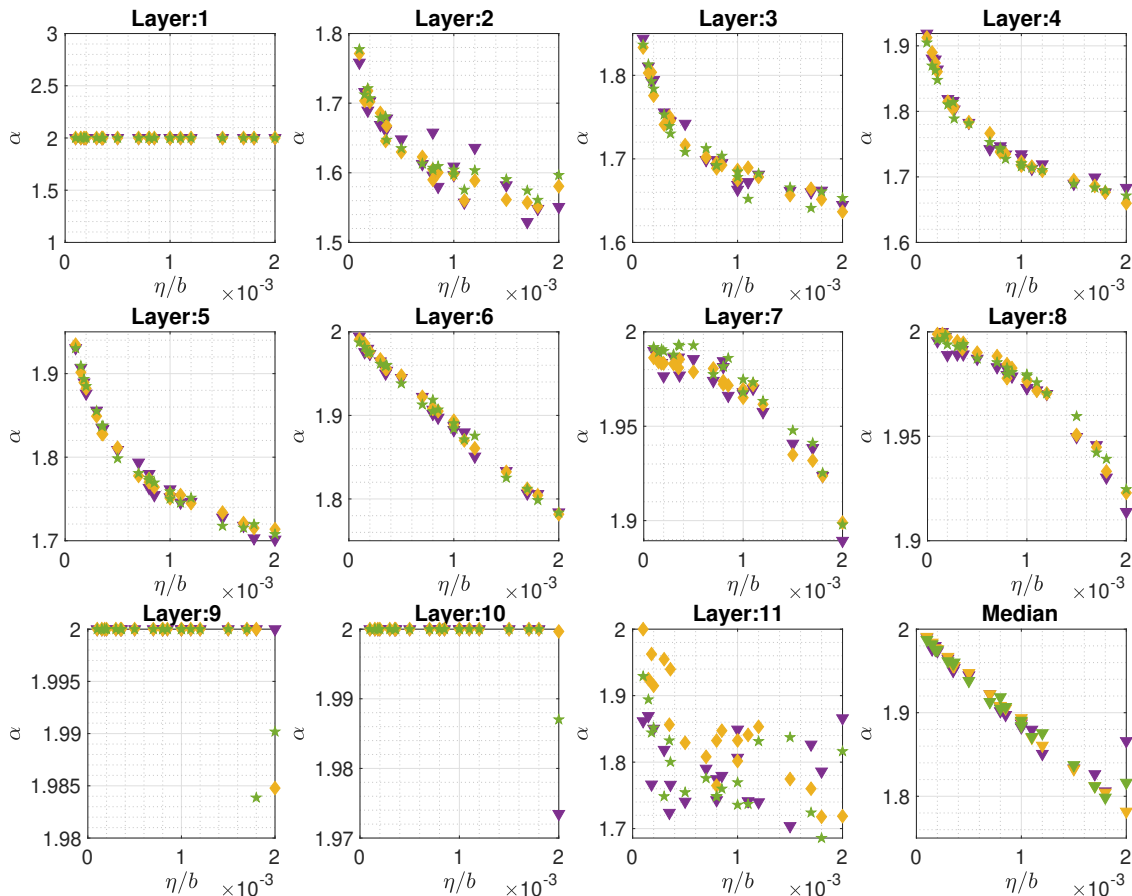 Layer:1
3
2.5
2
1.5
1
α
0 1 2
η/b ×10⁻³
Layer:2
1.8
1.7
1.6
1.5
α
0 1 2
η/b ×10⁻³
Layer:3
1.8
1.7
1.6
α
0 1 2
η/b ×10⁻³
Layer:4
1.9
1.8
1.7
1.6
α
0 1 2
η/b ×10⁻³
Layer:5
1.9
1.8
1.7
α
0 1 2
η/b ×10⁻³
Layer:6
2
1.9
1.8
α
0 1 2
η/b ×10⁻³
Layer:7
2
1.95
1.9
α
0 1 2
η/b ×10⁻³
Layer:8
2
1.95
1.9
α
0 1 2
η/b ×10⁻³
Layer:9
2
1.995
1.99
1.985
1.98
α
0 1 2
η/b ×10⁻³
Layer:10
2
1.99
1.98
1.97
α
0 1 2
η/b ×10⁻³
Layer:11
2
1.9
1.8
1.7
α
0 1 2
η/b ×10⁻³
Median
2
1.9
1.8
α
0 1 2
η/b ×10⁻³